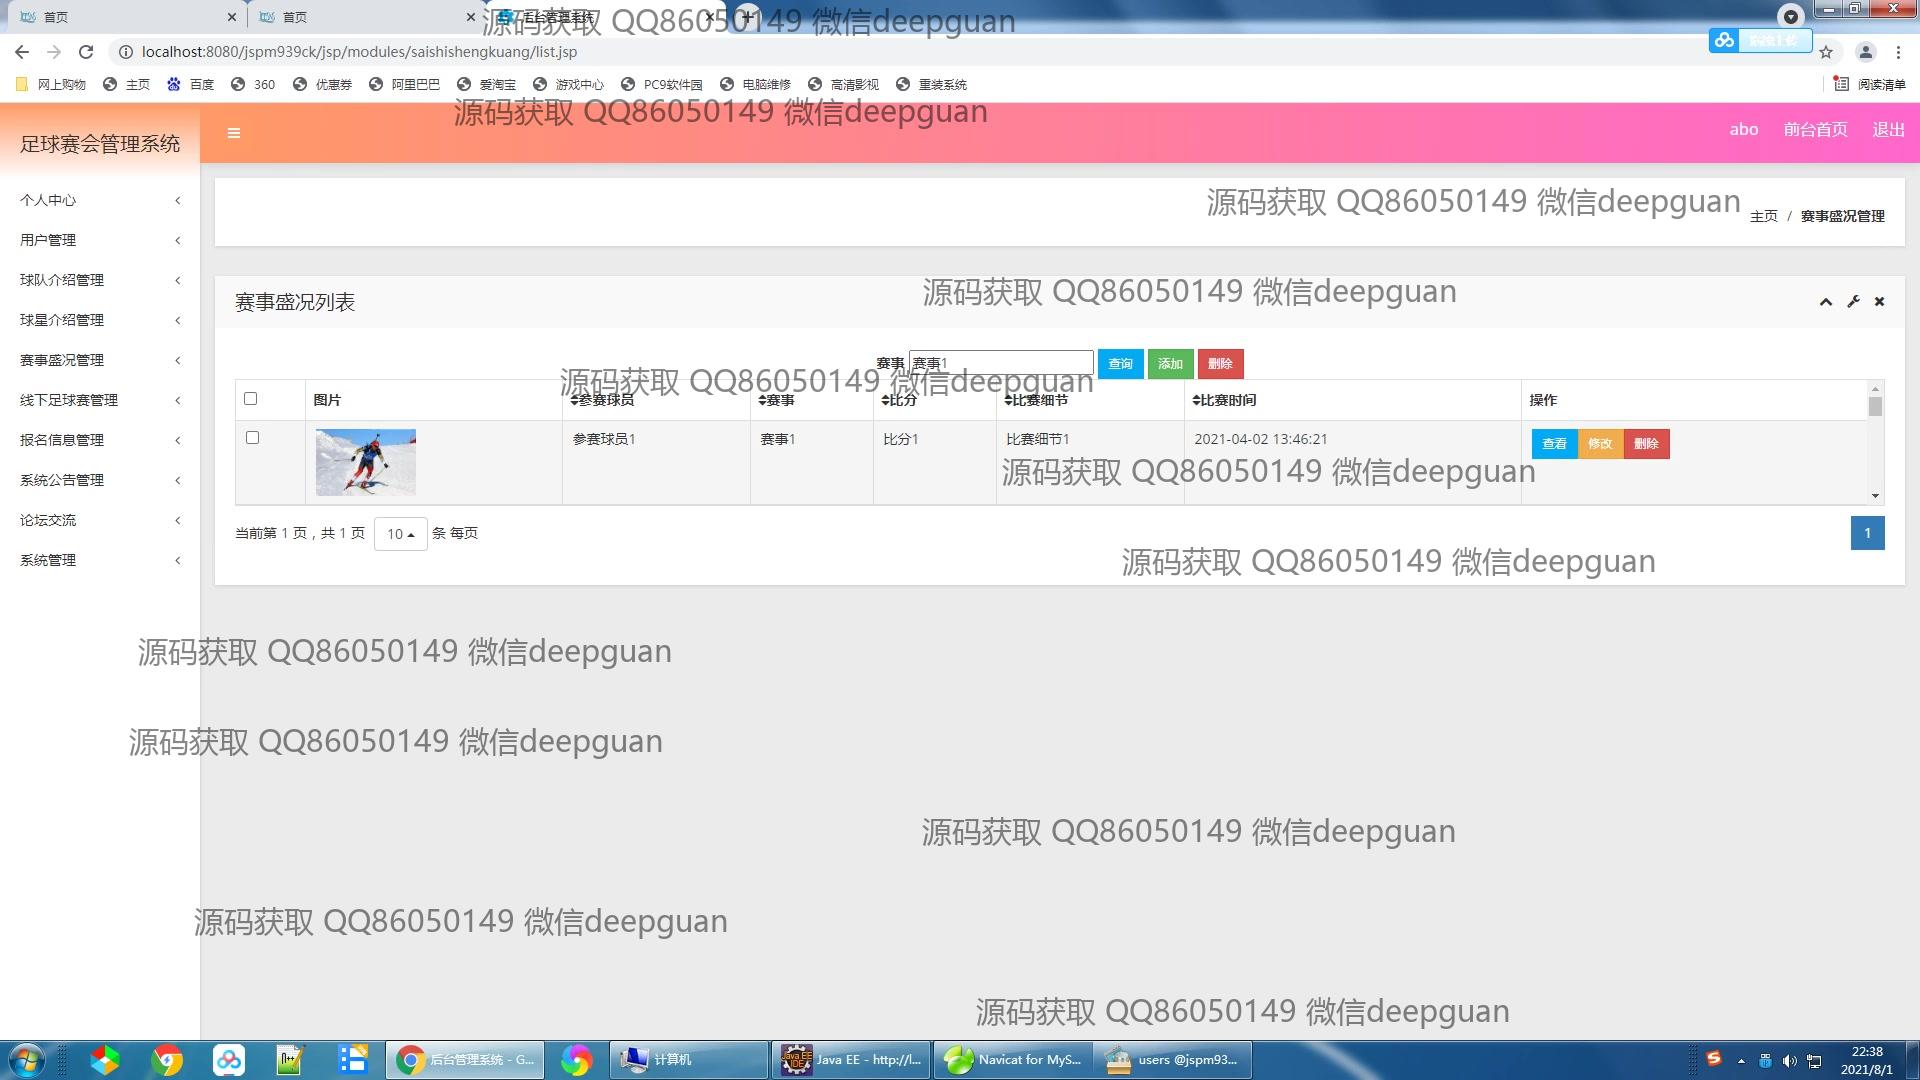 首页
首页
后台管理系统
源码获取 QQ86050149 微信deepguan
localhost:8080/jspm939ck/jsp/modules/saishishengkuang/list.jsp
网上购物 主页 百度 360 优惠券 阿里巴巴 爱淘宝 游戏中心 PC9软件园 电脑维修 高清影视 重装系统 阅读清单
源码获取 QQ86050149 微信deepguan
足球赛会管理系统
abo 前台首页 退出
个人中心
用户管理
球队介绍管理
球星介绍管理
赛事盛况管理
线下足球赛管理
报名信息管理
系统公告管理
论坛交流
系统管理
源码获取 QQ86050149 微信deepguan
主页 / 赛事盛况管理
赛事盛况列表
源码获取 QQ86050149 微信deepguan
赛事 赛事1 查询 添加 删除
源码获取 QQ86050149 微信deepguan
图片 参赛球员 赛事 比分 比赛细节 比赛时间 操作
参赛球员1 赛事1 比分1 比赛细节1 2021-04-02 13:46:21 查看 修改 删除
源码获取 QQ86050149 微信deepguan
当前第 1 页，共 1 页 10 条 每页 1
源码获取 QQ86050149 微信deepguan
源码获取 QQ86050149 微信deepguan
源码获取 QQ86050149 微信deepguan
源码获取 QQ86050149 微信deepguan
源码获取 QQ86050149 微信deepguan
源码获取 QQ86050149 微信deepguan
后台管理系统 - G...
计算机
Java EE - http://l...
Navicat for MyS...
users @jspm93...
22:38
2021/8/1